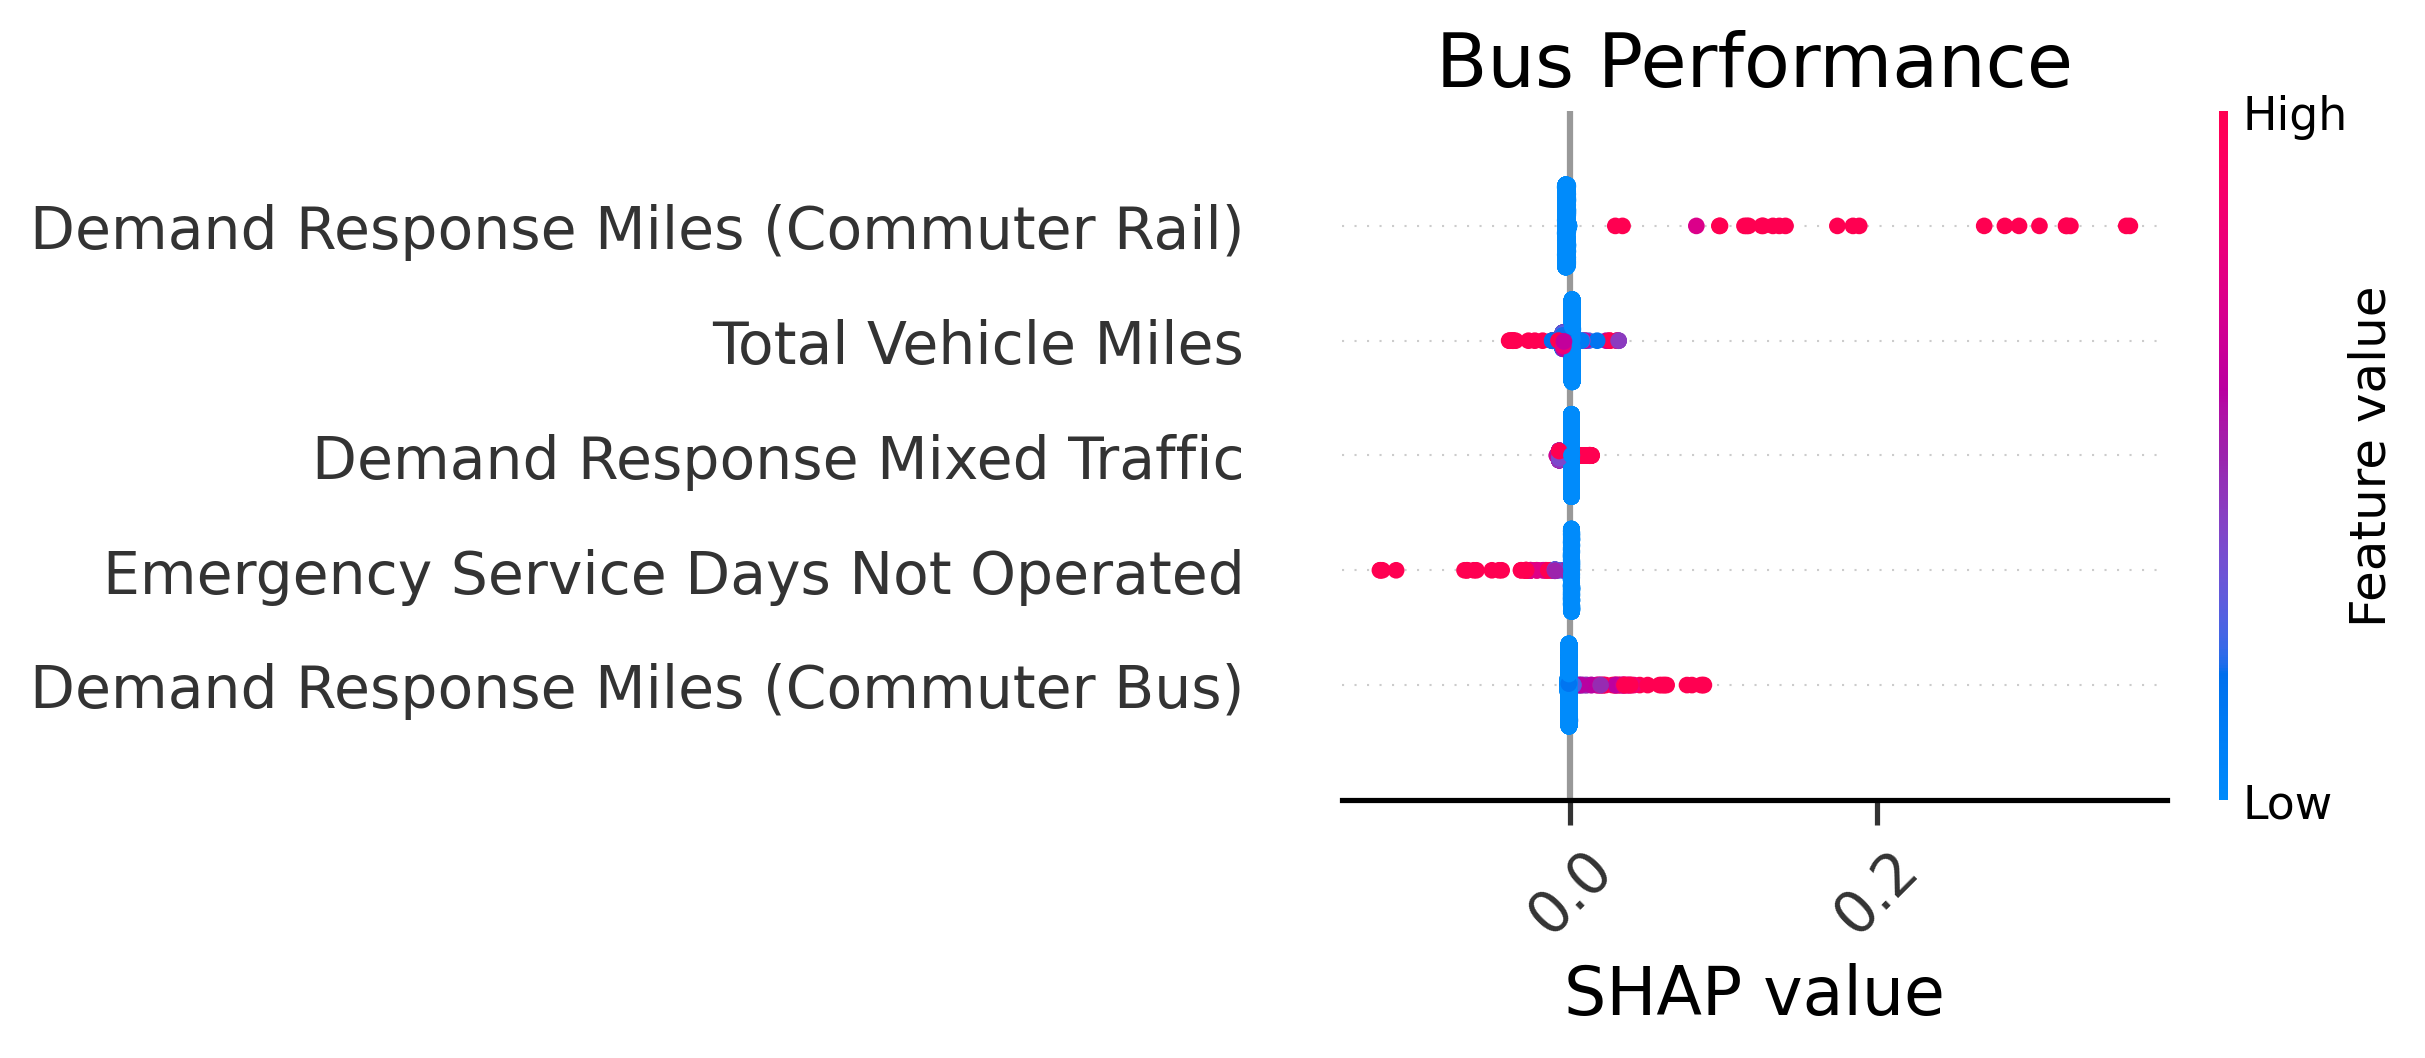 Bus Performance
High
Demand Response Miles (Commuter Rail)
Total Vehicle Miles
Demand Response Mixed Traffic
Emergency Service Days Not Operated
Demand Response Miles (Commuter Bus)
Feature value
Low
0.0
0.2
SHAP value